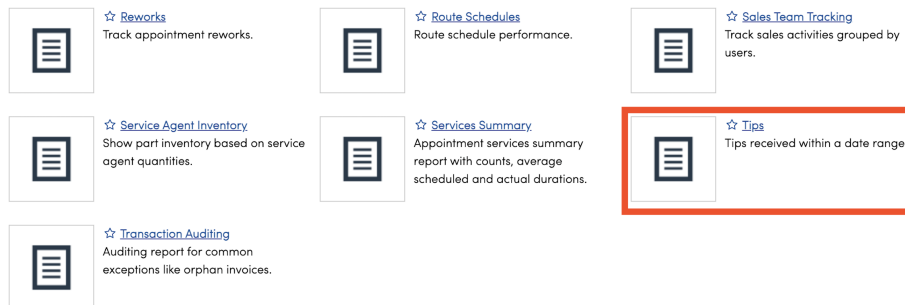 Reworks
Track appointment reworks.
Route Schedules
Route schedule performance.
Sales Team Tracking
Track sales activities grouped by
users.
Service Agent Inventory
Show part inventory based on service
agent quantities.
Services Summary
Appointment services summary
report with counts, average
scheduled and actual durations.
Tips
Tips received within a date range
Transaction Auditing
Auditing report for common
exceptions like orphan invoices.